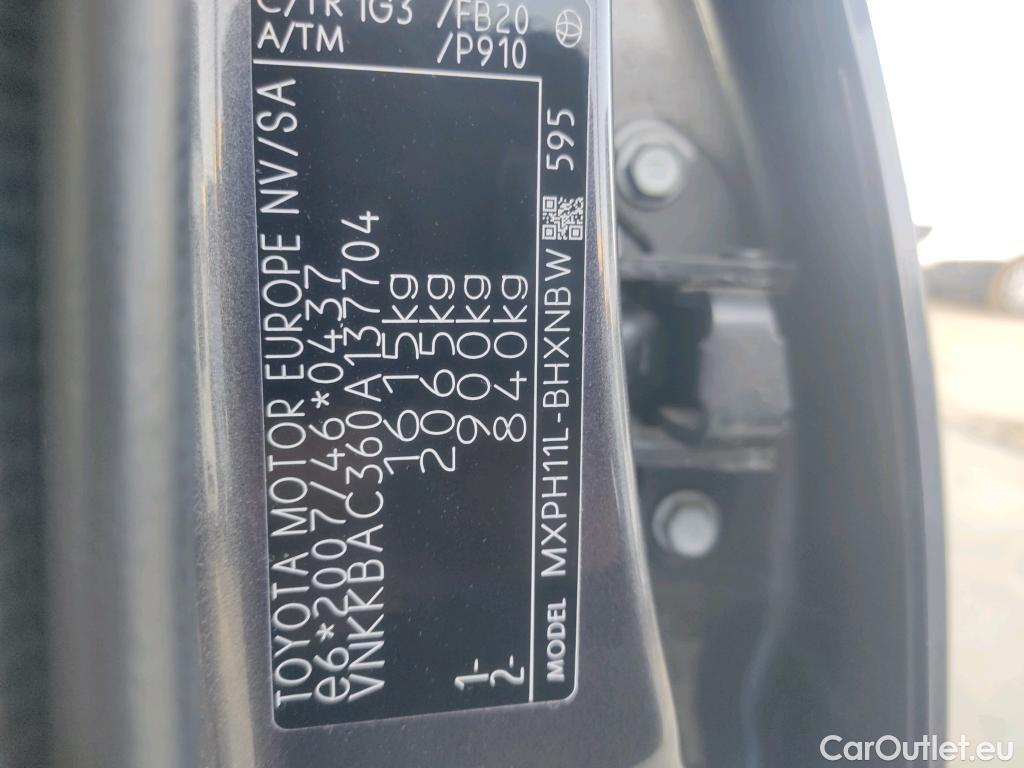 TOYOTA MOTOR EUROPE NV/SA
e6*2007/46*0437
VNKKBAC360A137704
1615kg
2065kg
1- 900kg
2- 840kg
MODEL MXPH11L-BHXNBW 595
C/TR 1G3 /FB20
A/TM /P910
CarOutlet.eu